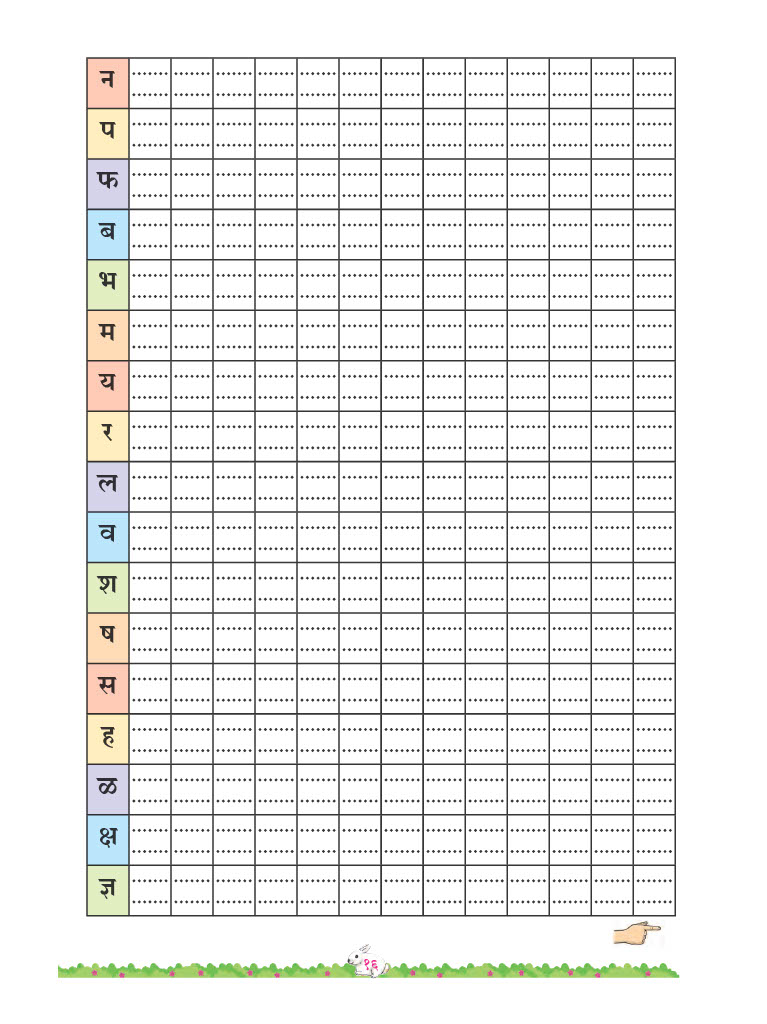 न
प
फ
ब
भ
म
य
र
ल
व
श
ष
स
ह
ळ
क्ष
ज्ञ
१६